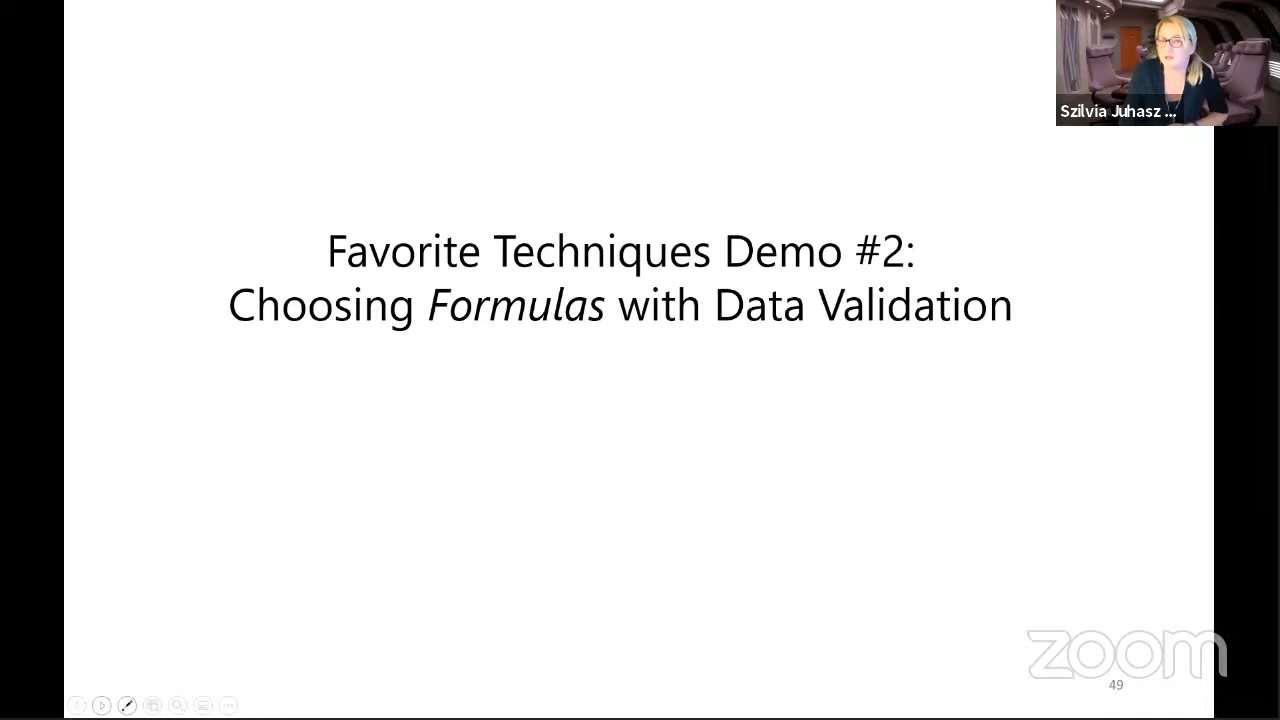 Szilvia Juhasz ...
Favorite Techniques Demo #2:
Choosing Formulas with Data Validation
zoom
49